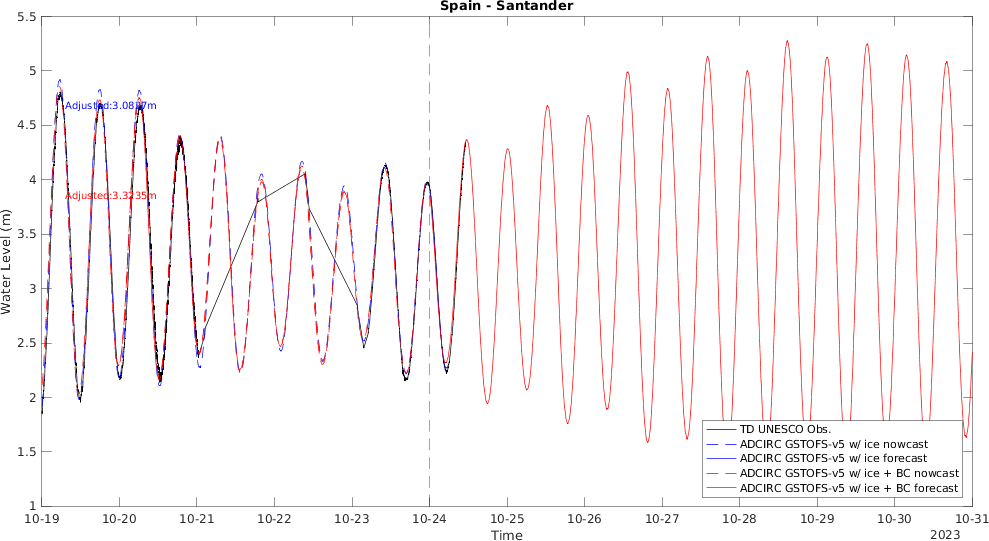 Spain - Santander
5.5
5
4.5
4
3.5
3
2.5
2
1.5
1
Water Level (m)
Adjusted:3.0817m
Adjusted:3.3235m
TD UNESCO Obs.
ADCIRC GSTOFS-v5 w/ ice nowcast
ADCIRC GSTOFS-v5 w/ ice forecast
ADCIRC GSTOFS-v5 w/ ice + BC nowcast
ADCIRC GSTOFS-v5 w/ ice + BC forecast
10-19 10-20 10-21 10-22 10-23 10-24 10-25 10-26 10-27 10-28 10-29 10-30 10-31
Time
2023